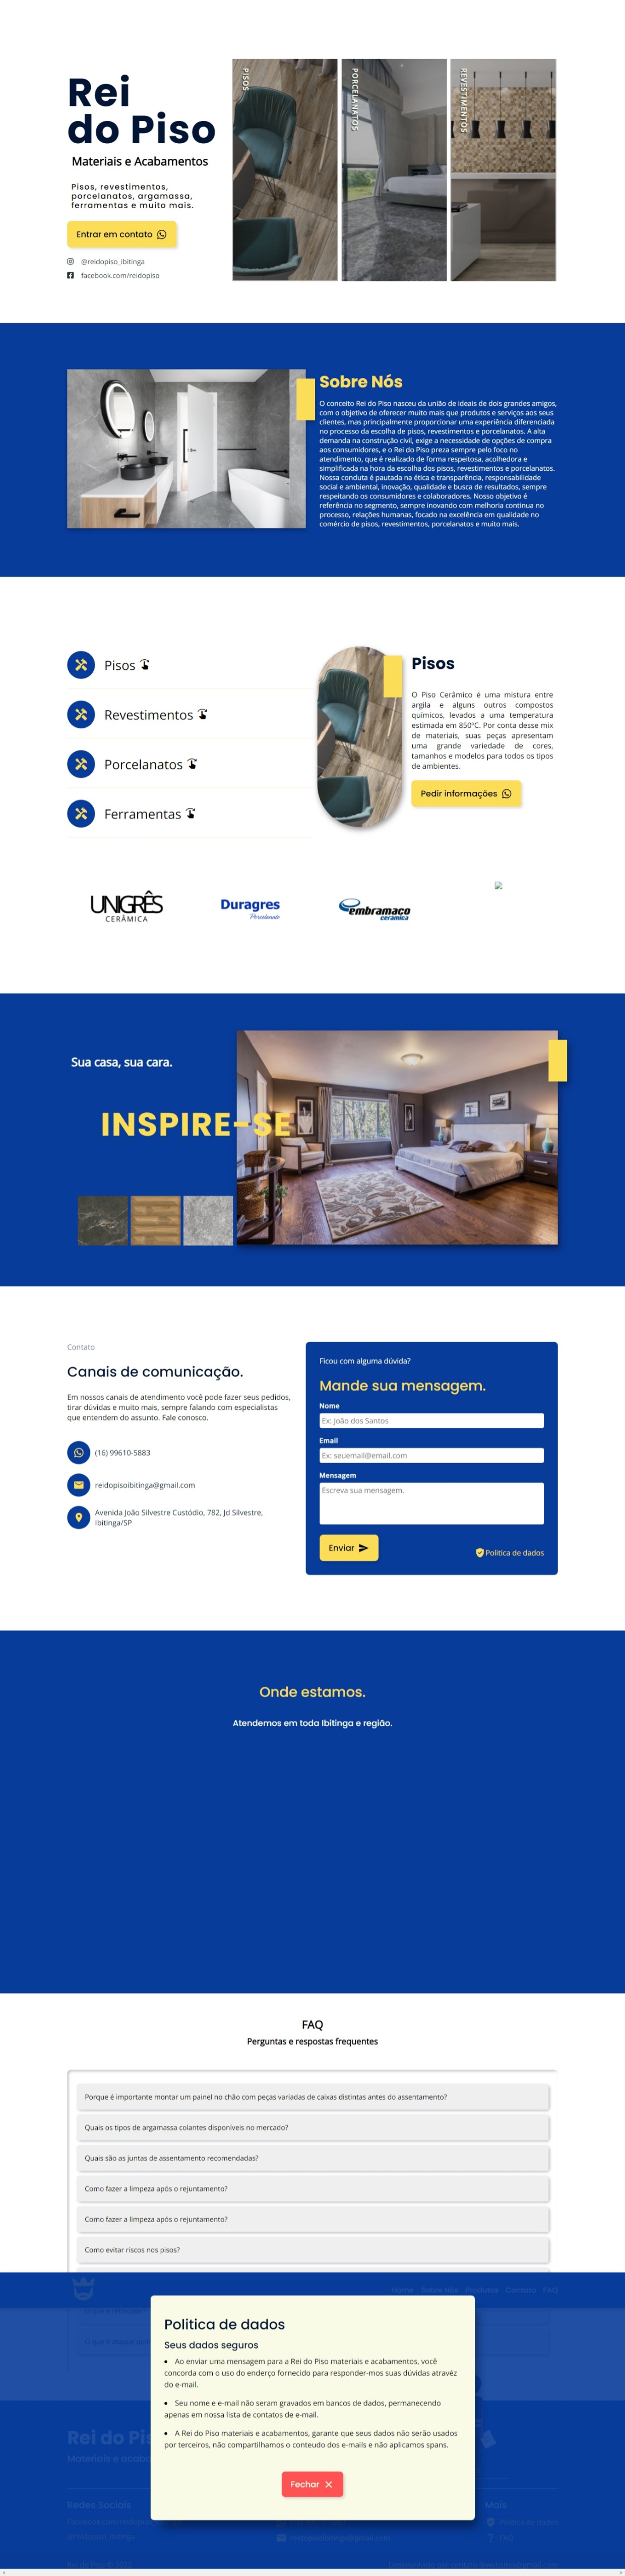 Rei
do Piso
Materiais e Acabamentos
Pisos, revestimentos,
porcelanatos, argamassa,
ferramentas e muito mais.
Entrar em contato
@reidopiso_ibitinga
facebook.com/reidopiso
PISOS
PORCELANATOS
REVESTIMENTOS
Sobre Nós
O conceito Rei do Piso nasceu da união de ideais de dois grandes amigos,
com o objetivo de oferecer muito mais que produtos e serviços aos seus
clientes, mas principalmente proporcionar uma experiência diferenciada
no processo da escolha de pisos, revestimentos e porcelanatos. A alta
demanda na construção civil, exige a necessidade de opções de compra
aos consumidores, e o Rei do Piso preza sempre pelo foco no
atendimento, que é realizado de forma respeitosa, acolhedora e
simplificada na hora da escolha dos pisos, revestimentos e porcelanatos.
Nossa conduta é pautada na ética e transparência, responsabilidade
social e ambiental, inovação, qualidade e busca de resultados, sempre
respeitando os consumidores e colaboradores. Nosso objetivo é
referência no segmento, sempre inovando com melhoria continua no
processo, relações humanas, focado na excelência em qualidade no
comércio de pisos, revestimentos, porcelanatos e muito mais.
Pisos
Revestimentos
Porcelanatos
Ferramentas
Pisos
O Piso Cerâmico é uma mistura entre
argila e alguns outros compostos
químicos, levados a uma temperatura
estimada em 850ºC. Por conta desse mix
de materiais, suas peças apresentam
uma grande variedade de cores,
tamanhos e modelos para todos os tipos
de ambientes.
Pedir informações
UNIGRÊS
CERÂMICA
Duragres
Porcelanato
embramaco
cerâmica
Sua casa, sua cara.
INSPIRE-SE
Contato
Canais de comunicação.
Em nossos canais de atendimento você pode fazer seus pedidos,
tirar dúvidas e muito mais, sempre falando com especialistas
que entendem do assunto. Fale conosco.
(16) 99610-5883
reidopisoibitinga@gmail.com
Avenida João Silvestre Custódio, 782, Jd Silvestre,
Ibitinga/SP
Ficou com alguma dúvida?
Mande sua mensagem.
Nome
Ex: João dos Santos
Email
Ex: seuemail@email.com
Mensagem
Escreva sua mensagem.
Enviar
Politica de dados
Onde estamos.
Atendemos em toda Ibitinga e região.
FAQ
Perguntas e respostas frequentes
Porque é importante montar um painel no chão com peças variadas de caixas distintas antes do assentamento?
Quais os tipos de argamassa colantes disponíveis no mercado?
Quais são as juntas de assentamento recomendadas?
Como fazer a limpeza após o rejuntamento?
Como fazer a limpeza após o rejuntamento?
Como evitar riscos nos pisos?
Home Sobre Nós Produtos Contato FAQ
Politica de dados
Seus dados seguros
• Ao enviar uma mensagem para a Rei do Piso materiais e acabamentos, você
concorda com o uso do enderço fornecido para responder-mos suas dúvidas atravéz
do e-mail.
• Seu nome e e-mail não seram gravados em bancos de dados, permanecendo
apenas em nossa lista de contatos de e-mail.
• A Rei do Piso materiais e acabamentos, garante que seus dados não serão usados
por terceiros, não compartilhamos o conteudo dos e-mails e não aplicamos spans.
Fechar
Rei do Pis
Materiais e acaba
Redes Sociais
Mais
Politica de dados
FAQ